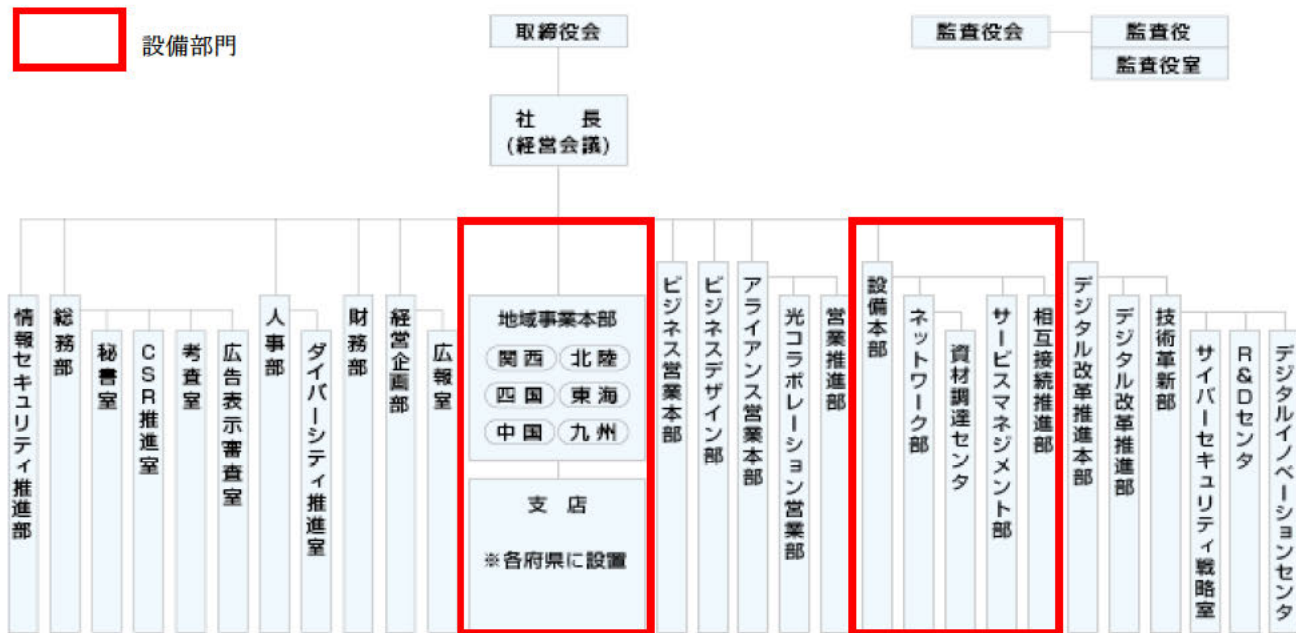 設備部門
取締役会
監査役会
監査役
監査役室
社　長
(経営会議)
情報セキュリティ推進部
総務部
秘書室
CSR推進室
考査室
広告表示審査室
人事部
ダイバーシティ推進室
財務部
経営企画部
広報室
地域事業本部
関西 北陸
四国 東海
中国 九州
支　店
※各府県に設置
ビジネス営業本部
ビジネスデザイン部
アライアンス営業本部
光コラボレーション営業部
営業推進部
設備本部
ネットワーク部
資材調達センタ
サービスマネジメント部
相互接続推進部
デジタル改革推進本部
デジタル改革推進部
技術革新部
サイバーセキュリティ戦略室
R&Dセンタ
デジタルイノベーションセンタ